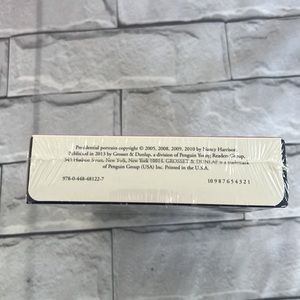 Presidential portraits © 2005, 2008, 2009, 2010 by Nancy Harrison.
Published in 2013 by Grosset & Dunlap, a division of Penguin Young Readers Group,
345 Hudson Street, New York, New York 10014. GROSSET & DUNLAP is a trademark
of Penguin Group (USA) Inc. Printed in the U.S.A.
978-0-448-48122-7 10 9 8 7 6 5 4 3 2 1